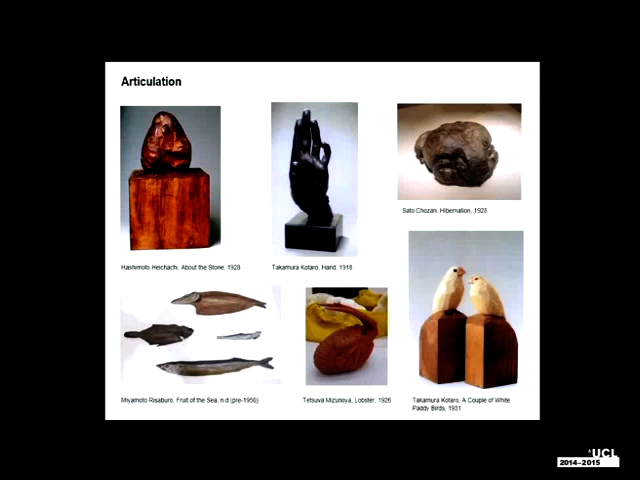 Articulation
Sato Chozan, Hibernation, 1928
Hashimoto Heichachi, About the Stone, 1928
Takamura Kotaro, Hand, 1918
Miyamoto Risaburo, Fruit of the Sea, n.d (pre-1950)
Tetsuya Mizunoya, Lobster, 1926
Takamura Kotaro, A Couple of White
Paddy Birds, 1931
UCL
2014–2015